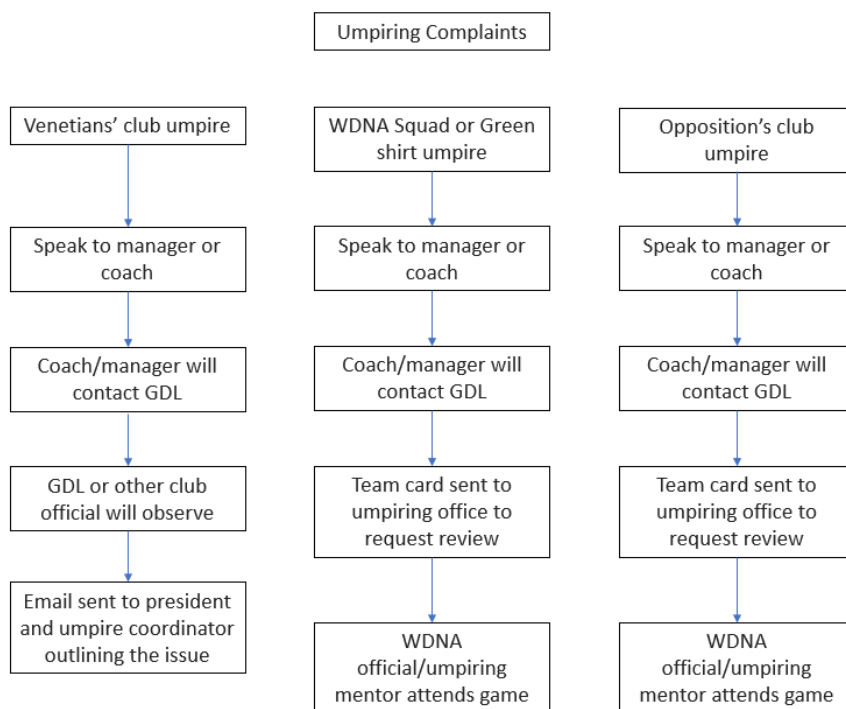 Umpiring Complaints
Venetians' club umpire
WDNA Squad or Green
shirt umpire
Opposition's club
umpire
Speak to manager or
coach
Speak to manager or
coach
Speak to manager or
coach
Coach/manager will
contact GDL
Coach/manager will
contact GDL
Coach/manager will
contact GDL
GDL or other club
official will observe
Team card sent to
umpiring office to
request review
Team card sent to
umpiring office to
request review
Email sent to president
and umpire coordinator
outlining the issue
WDNA
official/umpiring
mentor attends game
WDNA
official/umpiring
mentor attends game